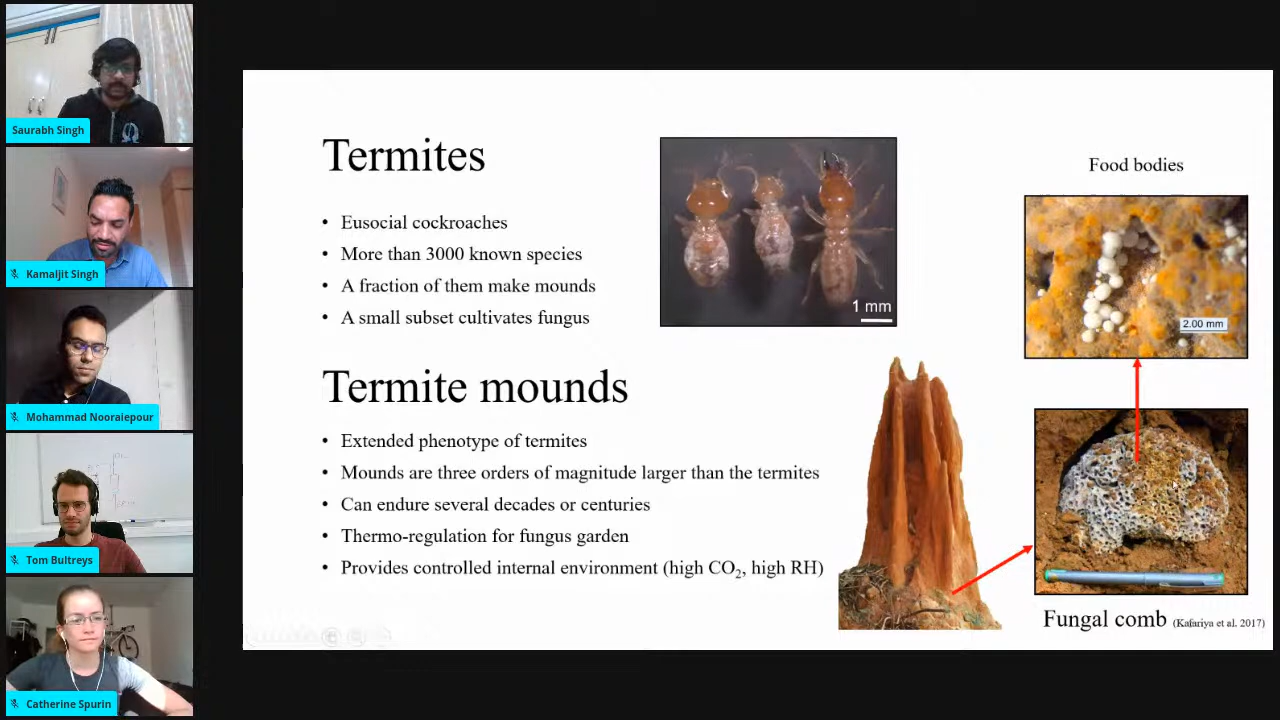 Saurabh Singh
Kamaljit Singh
Mohammad Nooraiepour
Tom Bultreys
Catherine Spurin
Termites
• Eusocial cockroaches
• More than 3000 known species
• A fraction of them make mounds
• A small subset cultivates fungus
1 mm
Termite mounds
• Extended phenotype of termites
• Mounds are three orders of magnitude larger than the termites
• Can endure several decades or centuries
• Thermo-regulation for fungus garden
• Provides controlled internal environment (high CO₂, high RH)
Food bodies
2.00 mm
Fungal comb (Kafariya et al. 2017)